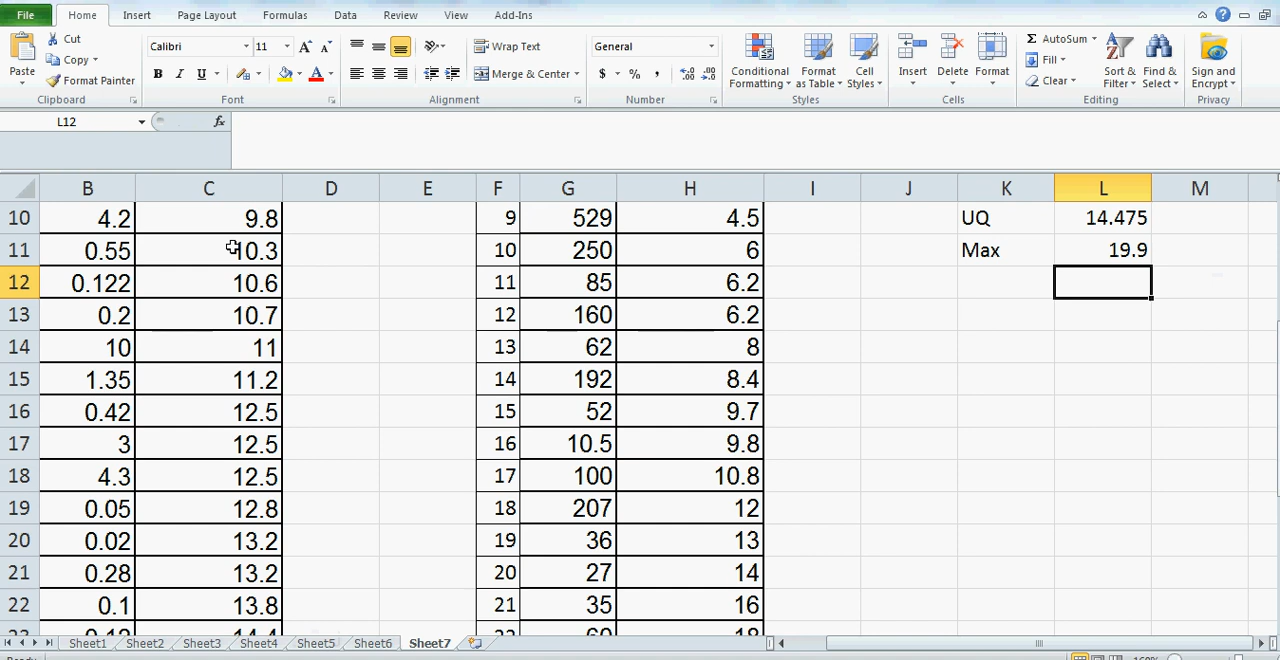 File Home Insert Page Layout Formulas Data Review View Add-Ins
Cut Calibri 11 A A Wrap Text General Σ AutoSum
Paste Copy Fill
Format Painter B I U A Merge & Center $ % , Conditional Formatting Format as Table Cell Styles Insert Delete Format Clear Sort & Filter Find & Select Sign and Encrypt
Clipboard Font Alignment Number Styles Cells Editing Privacy
L12 fx
B C D E F G H I J K L M
10 4.2 9.8 9 529 4.5 UQ 14.475
11 0.55 10.3 10 250 6 Max 19.9
12 0.122 10.6 11 85 6.2
13 0.2 10.7 12 160 6.2
14 10 11 13 62 8
15 1.35 11.2 14 192 8.4
16 0.42 12.5 15 52 9.7
17 3 12.5 16 10.5 9.8
18 4.3 12.5 17 100 10.8
19 0.05 12.8 18 207 12
20 0.02 13.2 19 36 13
21 0.28 13.2 20 27 14
22 0.1 13.8 21 35 16
23 0.12 14.4 22 60 18
Sheet1 Sheet2 Sheet3 Sheet4 Sheet5 Sheet6 Sheet7
Ready 160%